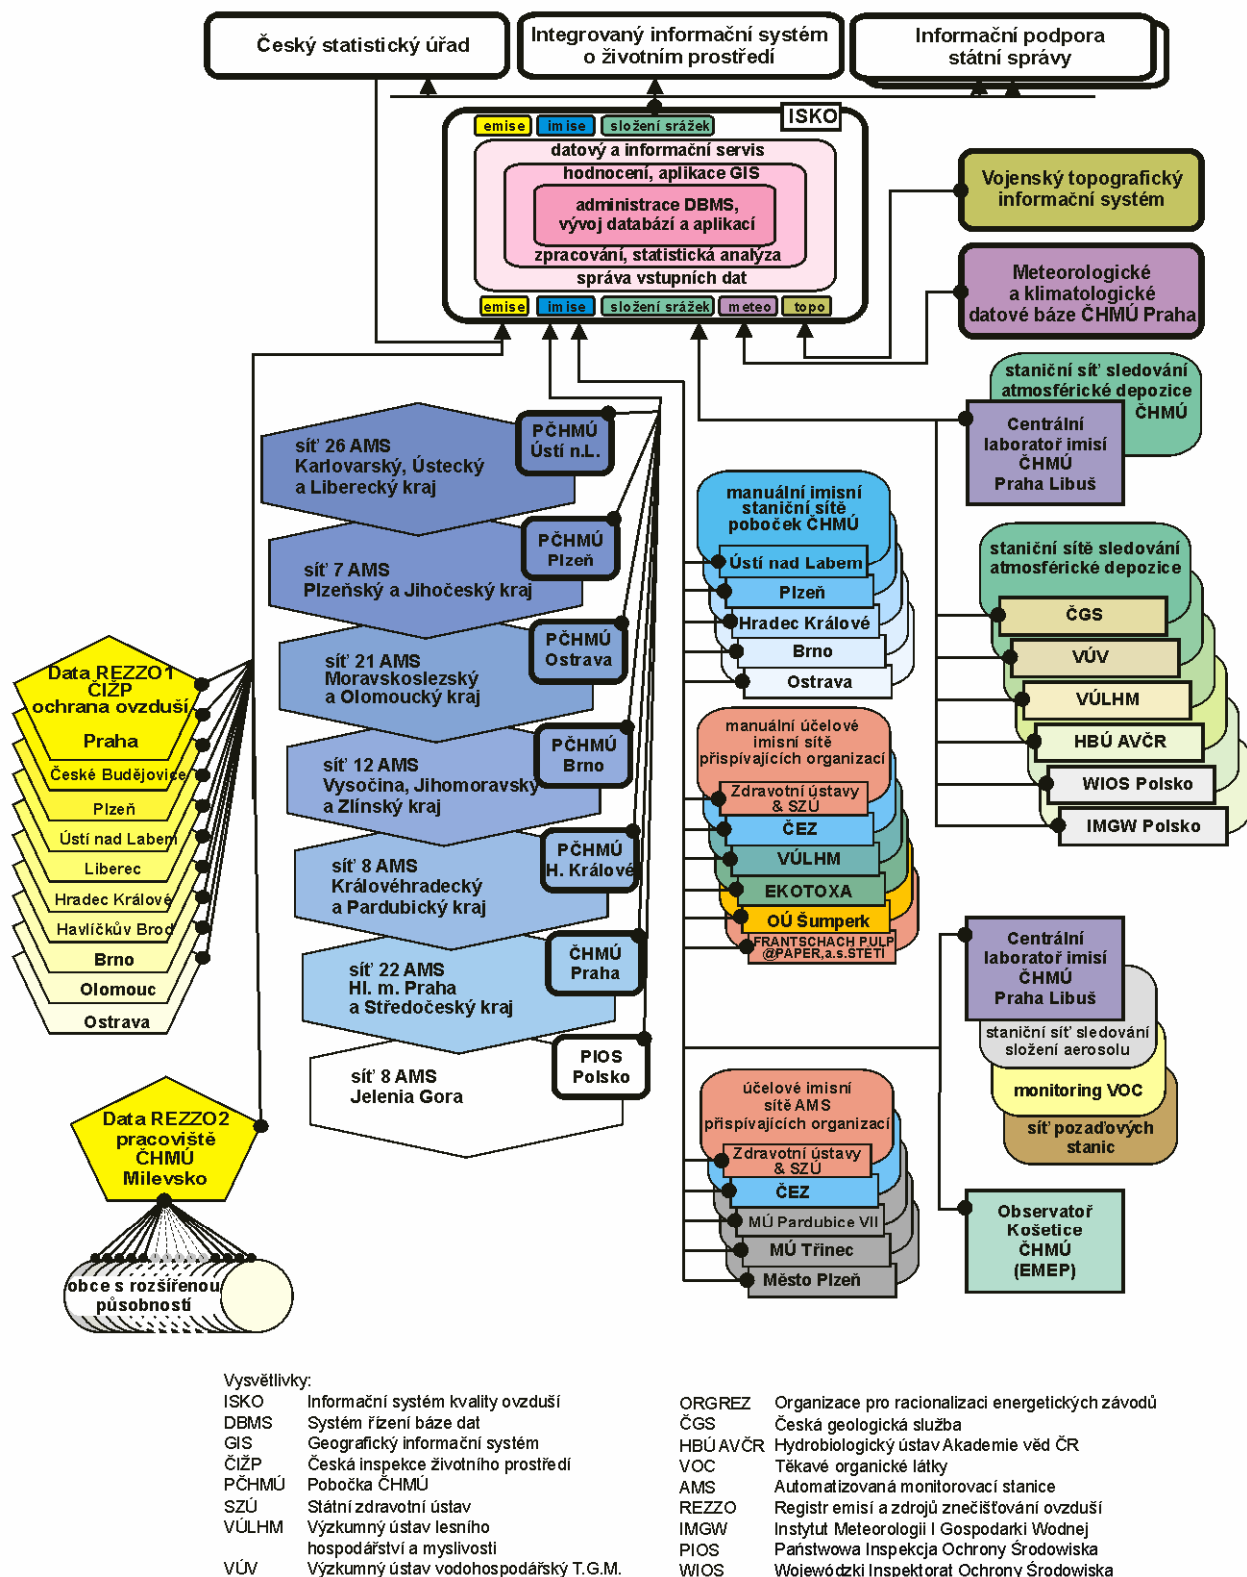 Český statistický úřad
Integrovaný informační systém
o životním prostředí
Informační podpora
státní správy
ISKO
emise
imise
složení srážek
datový a informační servis
hodnocení, aplikace GIS
administrace DBMS,
vývoj databází a aplikací
zpracování, statistická analýza
správa vstupních dat
emise
imise
složení srážek
meteo
topo
Vojenský topografický
informační systém
Meteorologické
a klimatologické
datové báze ČHMÚ Praha
staniční síť sledování
atmosférické depozice
ČHMÚ
Centrální
laboratoř imisí
ČHMÚ
Praha Libuš
síť 26 AMS
Karlovarský, Ústecký
a Liberecký kraj
PČHMÚ
Ústí n.L.
síť 7 AMS
Plzeňský a Jihočeský kraj
PČHMÚ
Plzeň
síť 21 AMS
Moravskoslezský
a Olomoucký kraj
PČHMÚ
Ostrava
síť 12 AMS
Vysočina, Jihomoravský
a Zlínský kraj
PČHMÚ
Brno
síť 8 AMS
Královéhradecký
a Pardubický kraj
PČHMÚ
H. Králové
síť 22 AMS
Hl. m. Praha
a Středočeský kraj
ČHMÚ
Praha
síť 8 AMS
Jelenia Gora
PIOS
Polsko
manuální imisní
staniční sítě
poboček ČHMÚ
Ústí nad Labem
Plzeň
Hradec Králové
Brno
Ostrava
staniční sítě sledování
atmosférické depozice
ČGS
VÚV
VÚLHM
HBÚ AVČR
WIOS Polsko
IMGW Polsko
Data REZZO1
ČIŽP
ochrana ovzduší
Praha
České Budějovice
Plzeň
Ústí nad Labem
Liberec
Hradec Králové
Havlíčkův Brod
Brno
Olomouc
Ostrava
manuální účelové
imisní sítě
přispívajících organizací
Zdravotní ústavy
& SZÚ
ČEZ
VÚLHM
EKOTOXA
OÚ Šumperk
FRANTSCHACH PULP
@PAPER,a.s.STETI
Centrální
laboratoř imisí
ČHMÚ
Praha Libuš
staniční síť sledování
složení aerosolu
monitoring VOC
síť pozaďových
stanic
účelové imisní
sítě AMS
přispívajících organizací
Zdravotní ústavy
& SZÚ
ČEZ
MÚ Pardubice VII
MÚ Třinec
Město Plzeň
Observatoř
Košetice
ČHMÚ
(EMEP)
Data REZZO2
pracoviště
ČHMÚ
Milevsko
obce s rozšířenou
působností
Vysvětlivky:
ISKO Informační systém kvality ovzduší
DBMS Systém řízení báze dat
GIS Geografický informační systém
ČIŽP Česká inspekce životního prostředí
PČHMÚ Pobočka ČHMÚ
SZÚ Státní zdravotní ústav
VÚLHM Výzkumný ústav lesního
hospodářství a myslivosti
VÚV Výzkumný ústav vodohospodářský T.G.M.
ORGREZ Organizace pro racionalizaci energetických závodů
ČGS Česká geologická služba
HBÚ AVČR Hydrobiologický ústav Akademie věd ČR
VOC Těkavé organické látky
AMS Automatizovaná monitorovací stanice
REZZO Registr emisí a zdrojů znečišťování ovzduší
IMGW Instytut Meteorologii I Gospodarki Wodnej
PIOS Państwowa Inspekcja Ochrony Środowiska
WIOS Wojewódzki Inspektorat Ochrony Środowiska